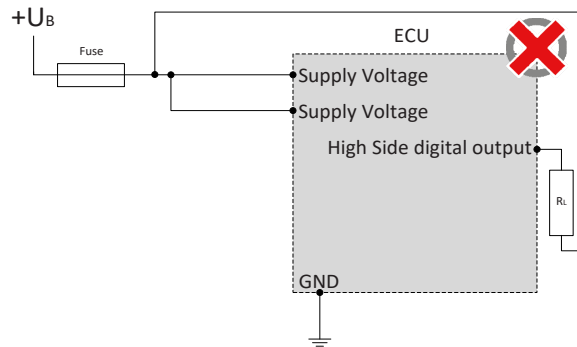 +UB
Fuse
ECU
Supply Voltage
Supply Voltage
High Side digital output
RL
GND